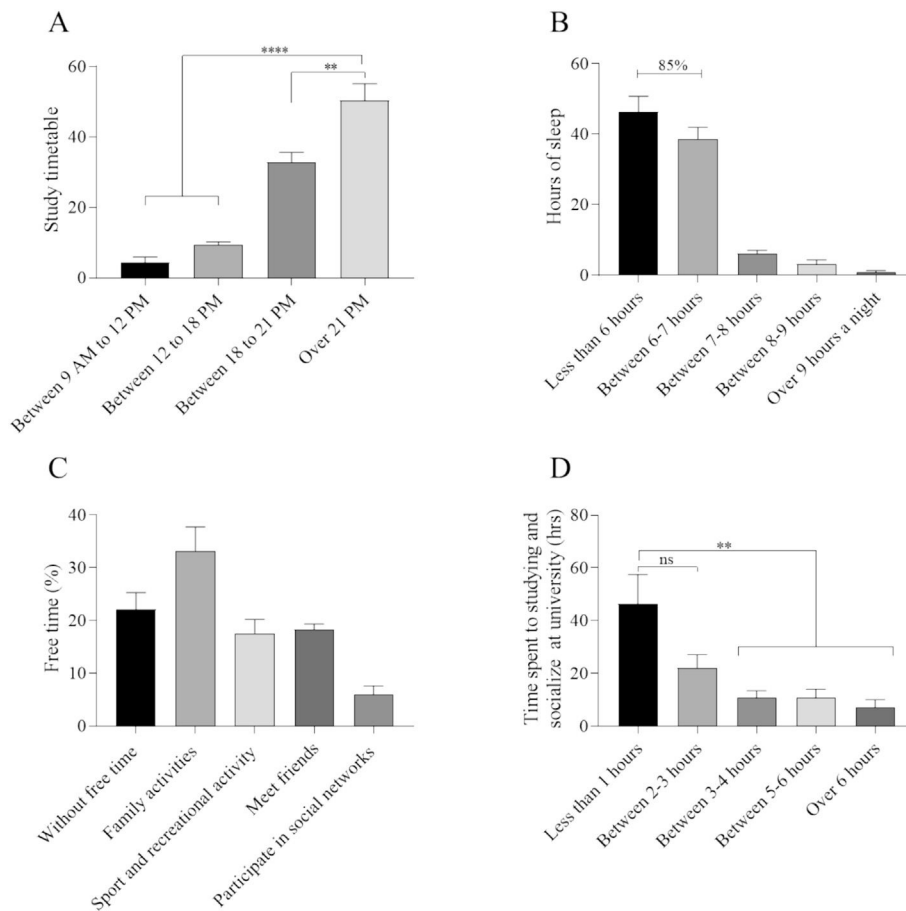 A
****
**
60
40
20
0
Study timetable
Between 9 AM to 12 PM
Between 12 to 18 PM
Between 18 to 21 PM
Over 21 PM
B
85%
60
40
20
0
Hours of sleep
Less than 6 hours
Between 6-7 hours
Between 7-8 hours
Between 8-9 hours
Over 9 hours a night
C
40
30
20
10
0
Free time (%)
Without free time
Family activities
Sport and recreational activity
Meet friends
Participate in social networks
D
**
ns
80
60
40
20
0
Time spent to studying and
socialize at university (hrs)
Less than 1 hours
Between 2-3 hours
Between 3-4 hours
Between 5-6 hours
Over 6 hours